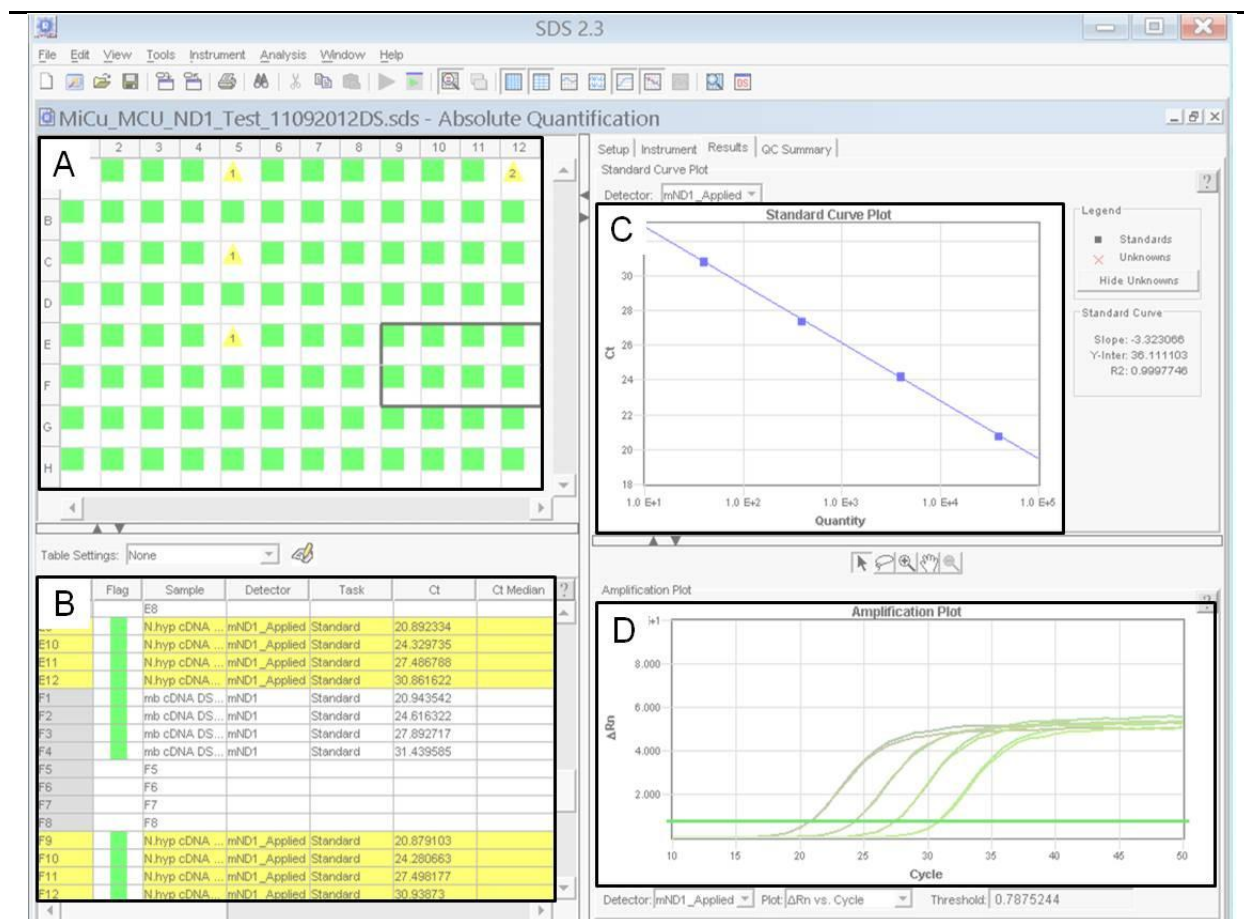 SDS 2.3
File Edit View Tools Instrument Analysis Window Help
MiCu_MCU_ND1_Test_11092012DS.sds - Absolute Quantification
A
2 3 4 5 6 7 8 9 10 11 12
1 2
B
C 1
D
E 1
F
G
H
Table Settings: None
B Flag Sample Detector Task Ct Ct Median ?
E8
N.hyp cDNA ... mND1_Applied Standard 20.892334
E10 N.hyp cDNA ... mND1_Applied Standard 24.329735
E11 N.hyp cDNA ... mND1_Applied Standard 27.486788
E12 N.hyp cDNA ... mND1_Applied Standard 30.861622
F1 mb cDNA DS... mND1 Standard 20.943542
F2 mb cDNA DS... mND1 Standard 24.616322
F3 mb cDNA DS... mND1 Standard 27.892717
F4 mb cDNA DS... mND1 Standard 31.439585
F5 F5
F6 F6
F7 F7
F8 F8
F9 N.hyp cDNA ... mND1_Applied Standard 20.879103
F10 N.hyp cDNA ... mND1_Applied Standard 24.280663
F11 N.hyp cDNA ... mND1_Applied Standard 27.498177
F12 N.hyp cDNA ... mND1_Applied Standard 30.93873
Setup Instrument Results QC Summary
Standard Curve Plot
?
Detector: mND1_Applied
C
Standard Curve Plot
Ct
30
28
26
24
22
20
18
1.0 E+1 1.0 E+2 1.0 E+3 1.0 E+4 1.0 E+5
Quantity
Legend
Standards
Unknowns
Hide Unknowns
Standard Curve
Slope: -3.323066
Y-Inter: 36.111103
R2: 0.9997746
Amplification Plot
?
D
Amplification Plot
ΔRn
8.000
6.000
4.000
2.000
10 15 20 25 30 35 40 45 50
Cycle
Detector: mND1_Applied Plot: ΔRn vs. Cycle Threshold: 0.7875244